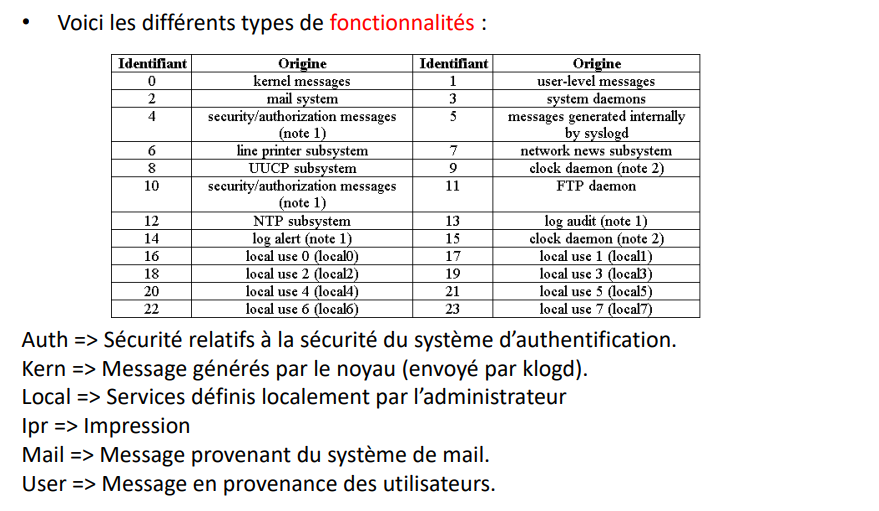 • Voici les différents types de fonctionnalités :
Identifiant Origine Identifiant Origine
0 kernel messages 1 user-level messages
2 mail system 3 system daemons
4 security/authorization messages (note 1) 5 messages generated internally by syslogd
6 line printer subsystem 7 network news subsystem
8 UUCP subsystem 9 clock daemon (note 2)
10 security/authorization messages (note 1) 11 FTP daemon
12 NTP subsystem 13 log audit (note 1)
14 log alert (note 1) 15 clock daemon (note 2)
16 local use 0 (local0) 17 local use 1 (local1)
18 local use 2 (local2) 19 local use 3 (local3)
20 local use 4 (local4) 21 local use 5 (local5)
22 local use 6 (local6) 23 local use 7 (local7)
Auth => Sécurité relatifs à la sécurité du système d’authentification.
Kern => Message générés par le noyau (envoyé par klogd).
Local => Services définis localement par l’administrateur
Ipr => Impression
Mail => Message provenant du système de mail.
User => Message en provenance des utilisateurs.